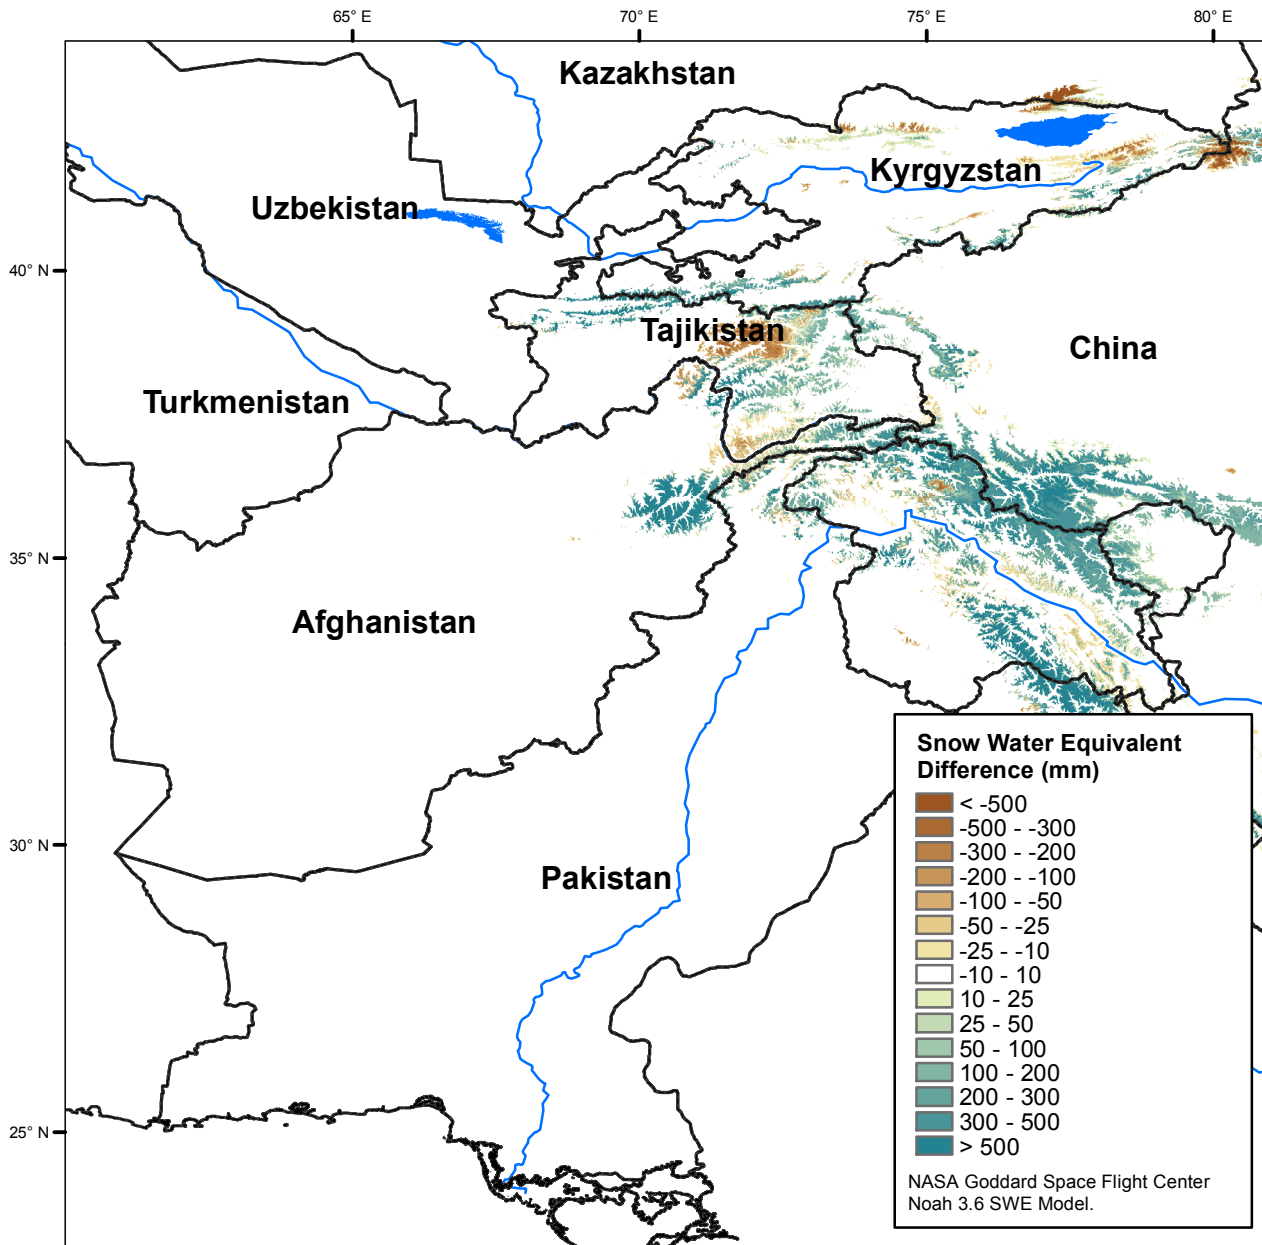 65° E
70° E
75° E
80° E
Kazakhstan
Kyrgyzstan
Uzbekistan
40° N
Tajikistan
China
Turkmenistan
35° N
Afghanistan
30° N
Pakistan
25° N
Snow Water Equivalent
Difference (mm)
< -500
-500 - -300
-300 - -200
-200 - -100
-100 - -50
-50 - -25
-25 - -10
-10 - 10
10 - 25
25 - 50
50 - 100
100 - 200
200 - 300
300 - 500
> 500
NASA Goddard Space Flight Center
Noah 3.6 SWE Model.